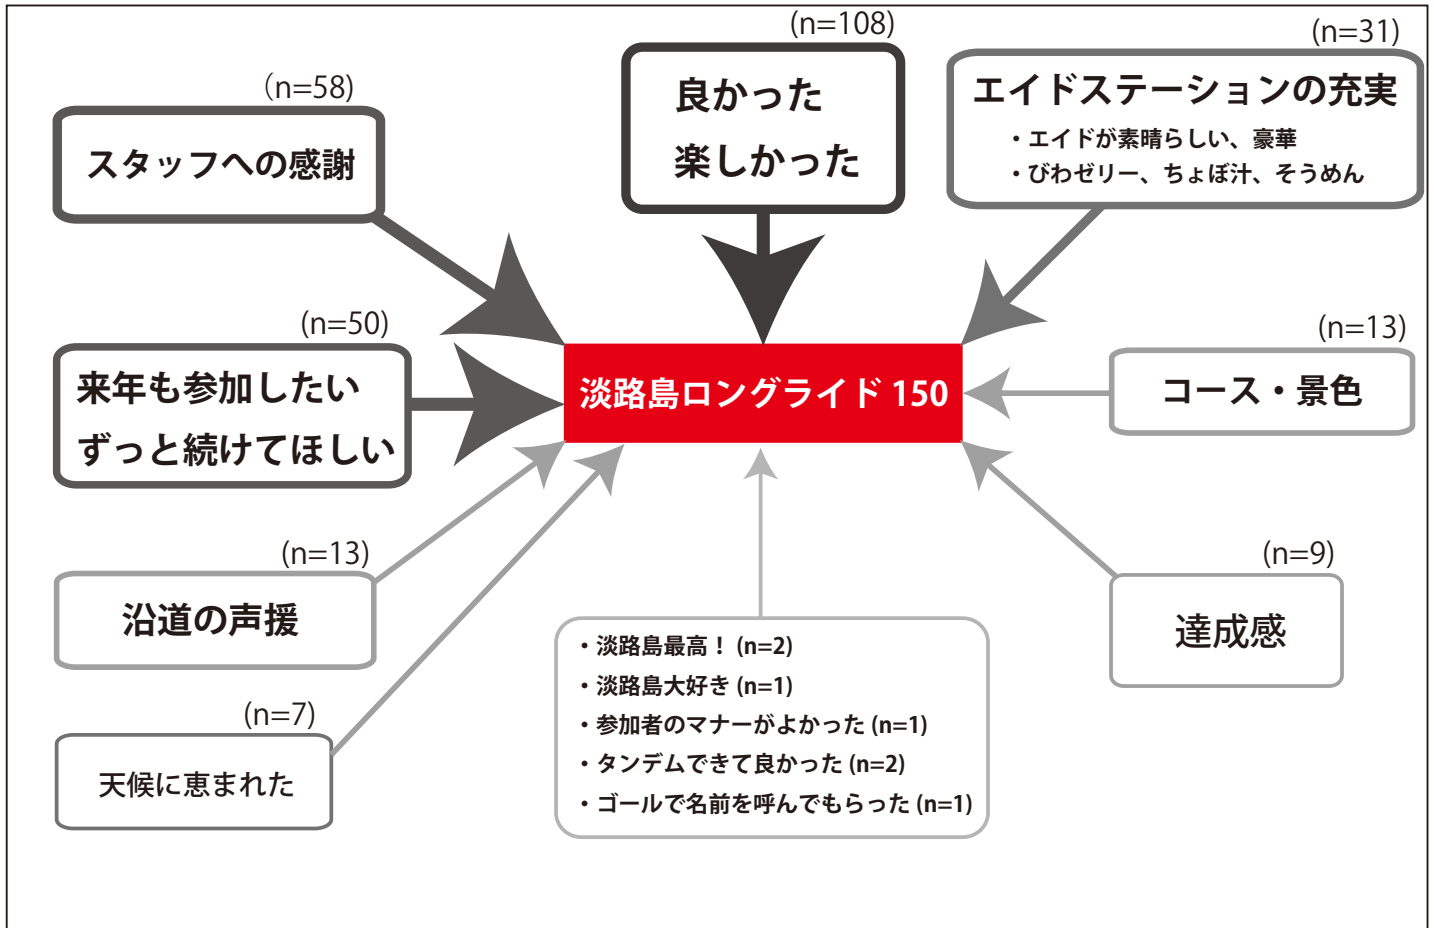 (n=108)
良かった
楽しかった
(n=31)
エイドステーションの充実
・エイドが素晴らしい、豪華
・びわゼリー、ちょぼ汁、そうめん
(n=58)
スタッフへの感謝
(n=50)
来年も参加したい
ずっと続けてほしい
淡路島ロングライド 150
(n=13)
コース・景色
(n=13)
沿道の声援
(n=9)
達成感
(n=7)
天候に恵まれた
・淡路島最高！ (n=2)
・淡路島大好き (n=1)
・参加者のマナーがよかった (n=1)
・タンデムできて良かった (n=2)
・ゴールで名前を呼んでもらった (n=1)